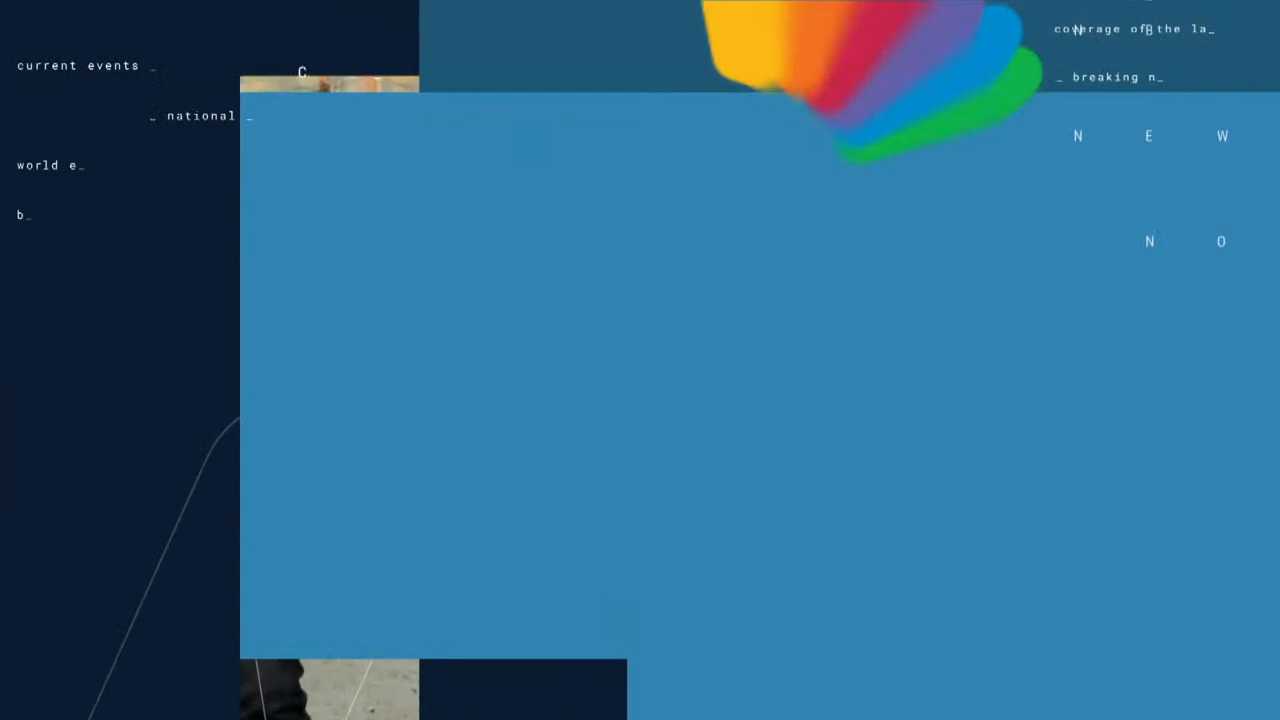 current events _
_ national _
world e_
b_
C
coverage of the la_
_ breaking n_
N B
N E W
N O